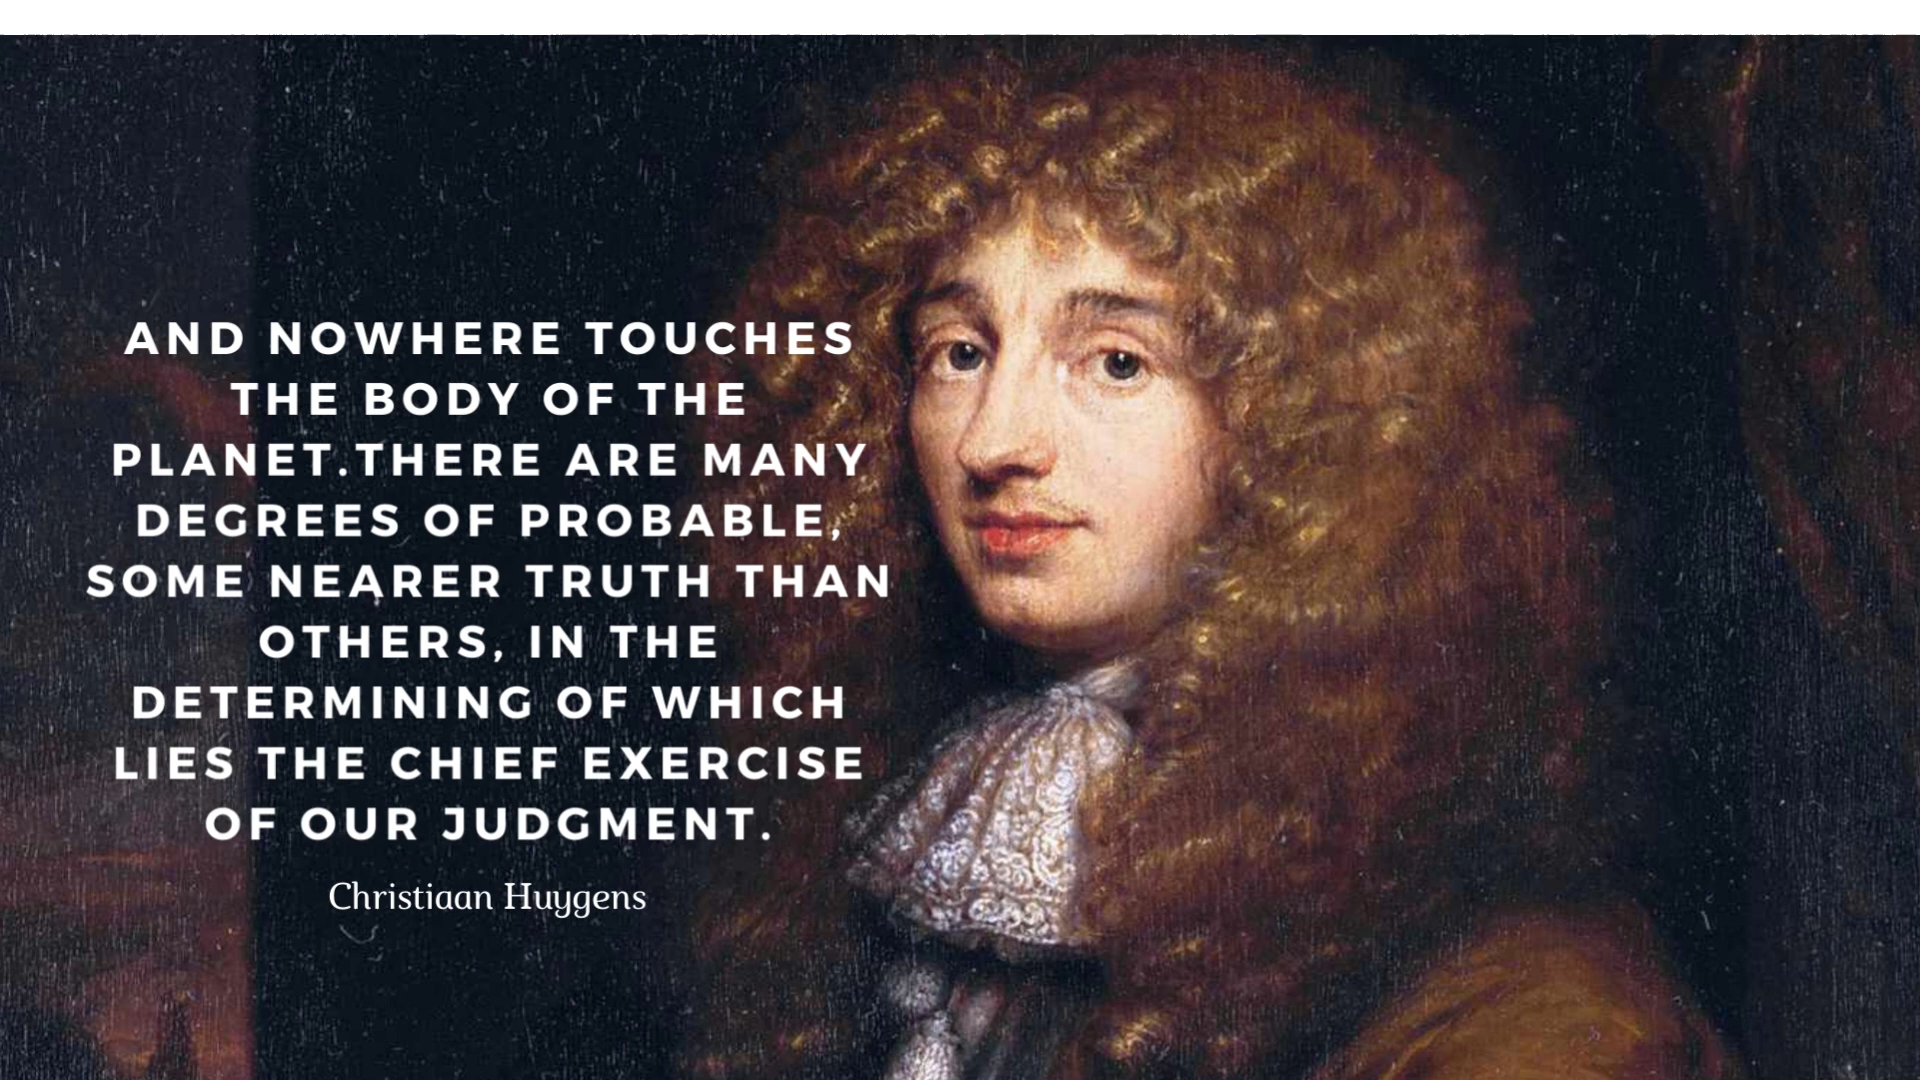 AND NOWHERE TOUCHES
THE BODY OF THE
PLANET.THERE ARE MANY
DEGREES OF PROBABLE,
SOME NEARER TRUTH THAN
OTHERS, IN THE
DETERMINING OF WHICH
LIES THE CHIEF EXERCISE
OF OUR JUDGMENT.
Christiaan Huygens